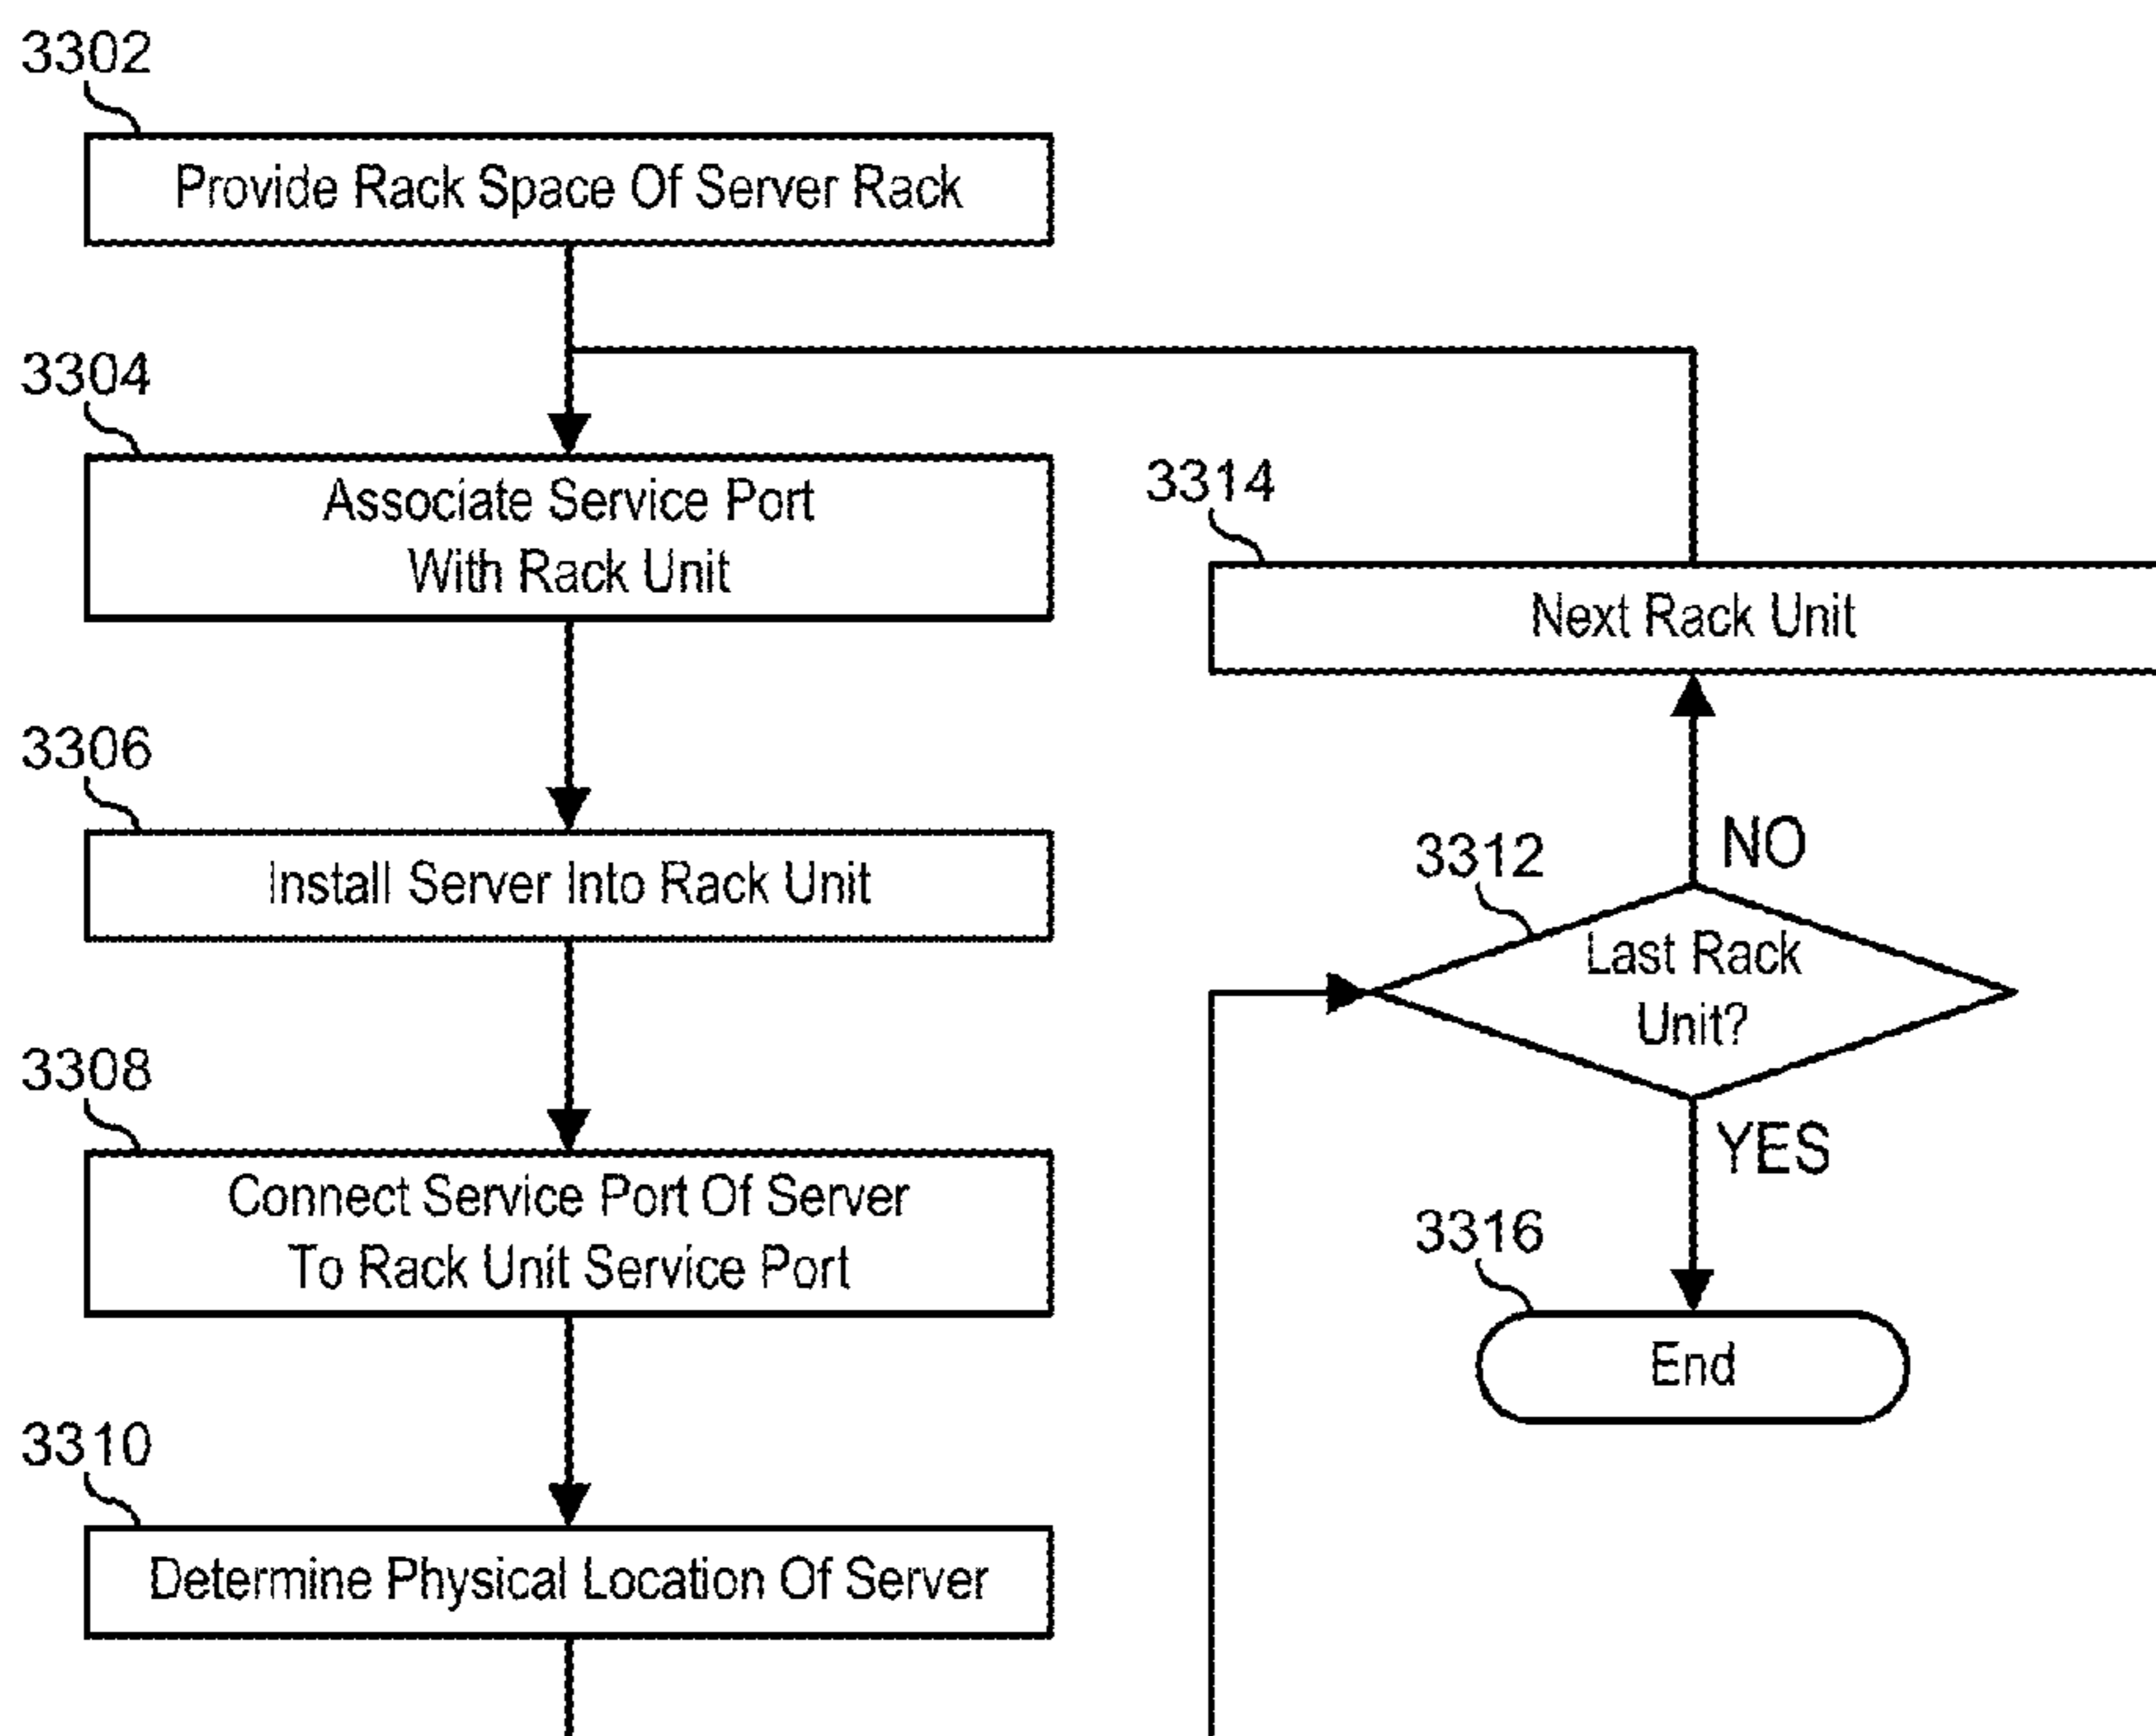 3302
Provide Rack Space Of Server Rack
3304
Associate Service Port
With Rack Unit
3306
Install Server Into Rack Unit
3308
Connect Service Port Of Server
To Rack Unit Service Port
3310
Determine Physical Location Of Server
3314
Next Rack Unit
NO
3312
Last Rack
Unit?
YES
3316
End